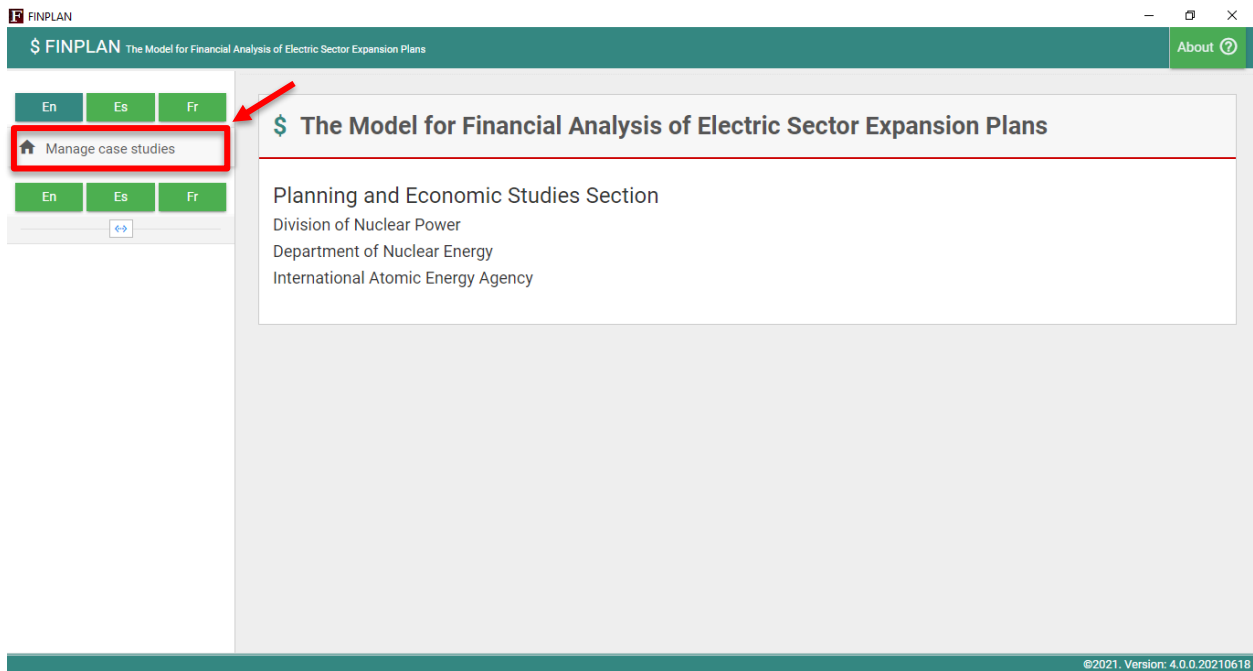 FINPLAN
$ FINPLAN The Model for Financial Analysis of Electric Sector Expansion Plans
About
En Es Fr
Manage case studies
En Es Fr
$ The Model for Financial Analysis of Electric Sector Expansion Plans
Planning and Economic Studies Section
Division of Nuclear Power
Department of Nuclear Energy
International Atomic Energy Agency
©2021. Version: 4.0.0.20210618